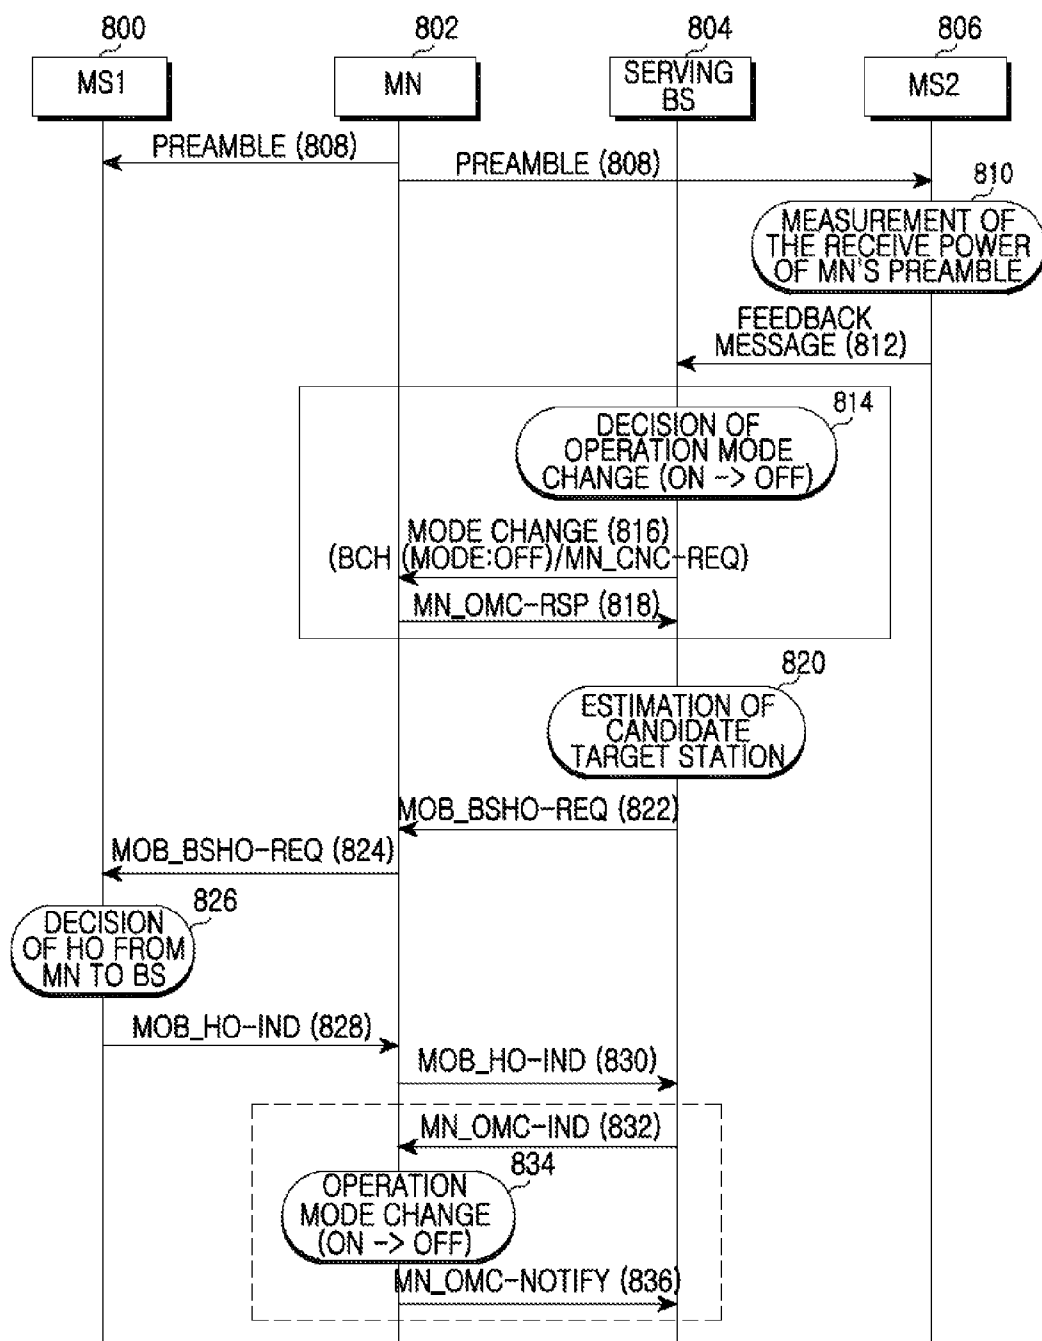 800
802
804
806
MS1
MN
SERVING
BS
MS2
PREAMBLE (808)
PREAMBLE (808)
810
MEASUREMENT OF
THE RECEIVE POWER
OF MN'S PREAMBLE
FEEDBACK
MESSAGE (812)
814
DECISION OF
OPERATION MODE
CHANGE (ON -> OFF)
MODE CHANGE (816)
(BCH (MODE:OFF)/MN_CNC-REQ)
MN_OMC-RSP (818)
820
ESTIMATION OF
CANDIDATE
TARGET STATION
MOB_BSHO-REQ (822)
MOB_BSHO-REQ (824)
826
DECISION
OF HO FROM
MN TO BS
MOB_HO-IND (828)
MOB_HO-IND (830)
MN_OMC-IND (832)
834
OPERATION
MODE CHANGE
(ON -> OFF)
MN_OMC-NOTIFY (836)